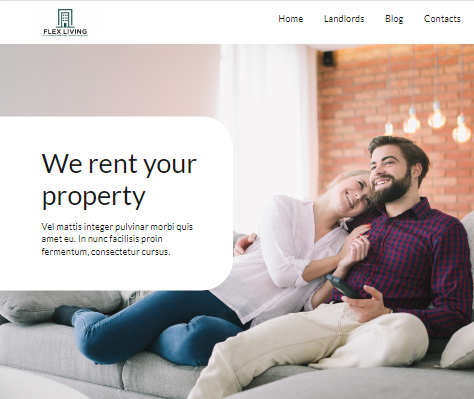 FLEX LIVING
Home Landlords Blog Contacts
We rent your
property
Vel mattis integer pulvinar morbi quis
amet eu. In nunc facilisis proin
fermentum, consectetur cursus.